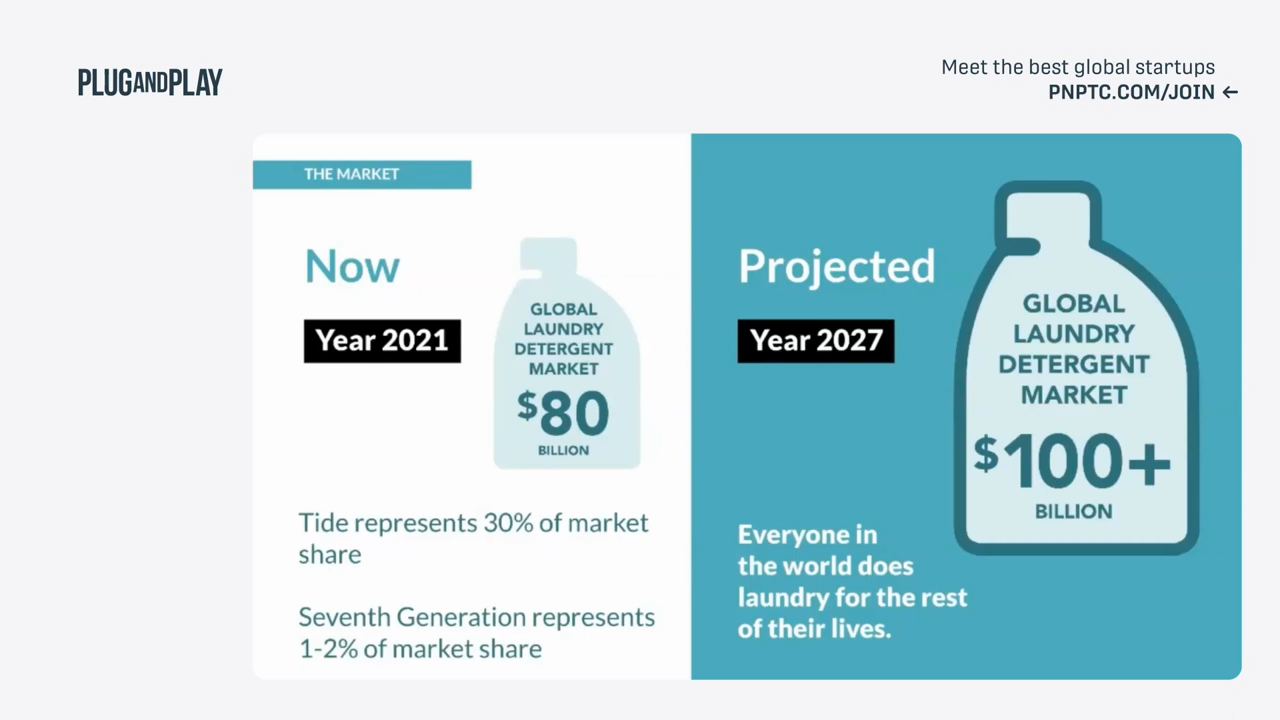 PLUGANDPLAY
Meet the best global startups
PNPTC.COM/JOIN ←
THE MARKET
Now
Year 2021
GLOBAL
LAUNDRY
DETERGENT
MARKET
$80
BILLION
Tide represents 30% of market
share
Seventh Generation represents
1-2% of market share
Projected
Year 2027
GLOBAL
LAUNDRY
DETERGENT
MARKET
$100+
BILLION
Everyone in
the world does
laundry for the rest
of their lives.